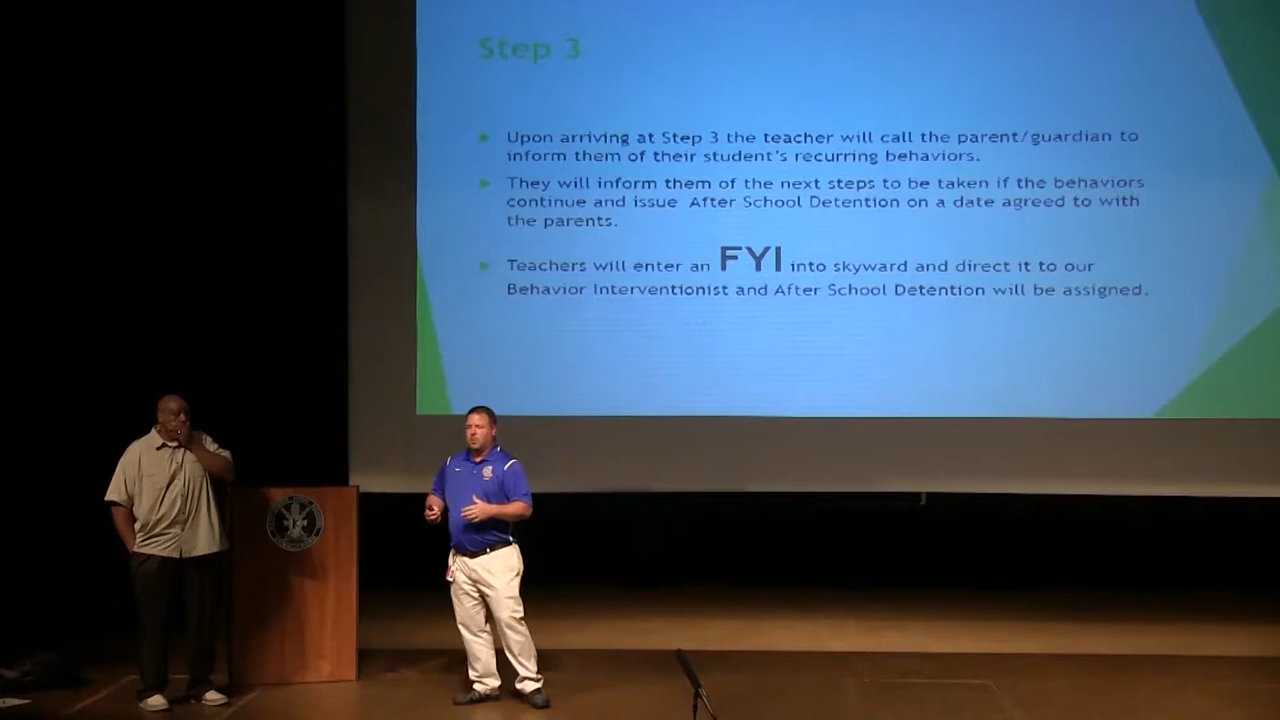 Step 3
Upon arriving at Step 3 the teacher will call the parent/guardian to
inform them of their student's recurring behaviors.
They will inform them of the next steps to be taken if the behaviors
continue and issue After School Detention on a date agreed to with
the parents.
Teachers will enter an FYI into skyward and direct it to our
Behavior Interventionist and After School Detention will be assigned.